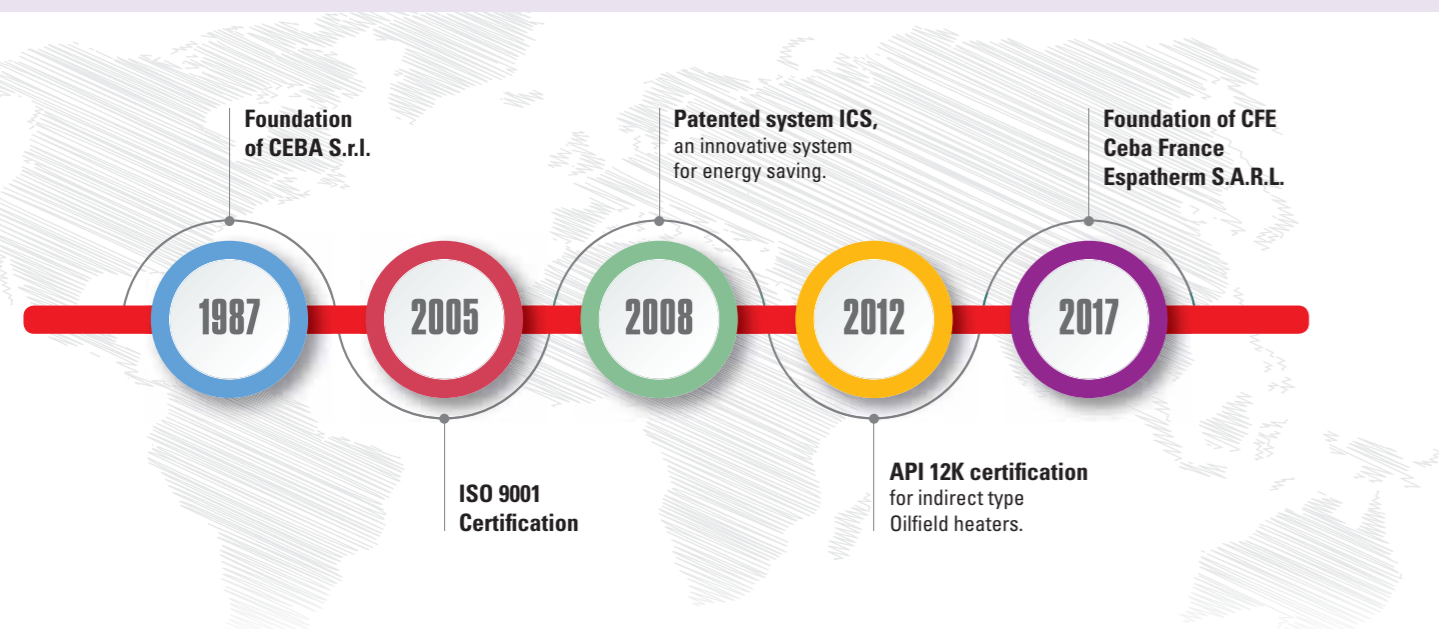 Foundation
of CEBA S.r.l.
Patented system ICS,
an innovative system
for energy saving.
Foundation of CFE
Ceba France
Espatherm S.A.R.L.
1987
2005
2008
2012
2017
ISO 9001
Certification
API 12K certification
for indirect type
Oilfield heaters.